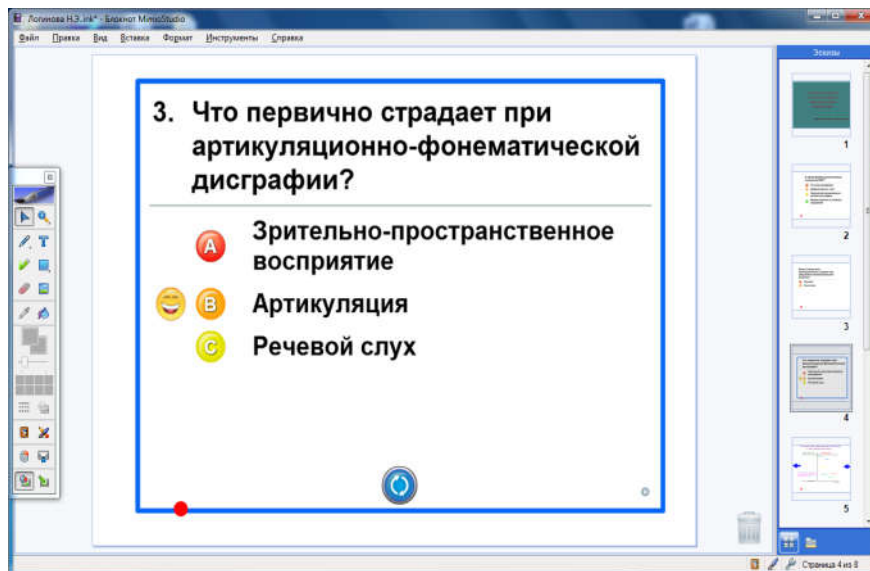 Логинова Н.Э..ink* - Блокнот MimioStudio
Файл Правка Вид Вставка Формат Инструменты Справка
Эскизы
3. Что первично страдает при
артикуляционно-фонематической
дисграфии?
A Зрительно-пространственное
восприятие
B Артикуляция
C Речевой слух
1
2
3
4
5
Страница 4 из 8